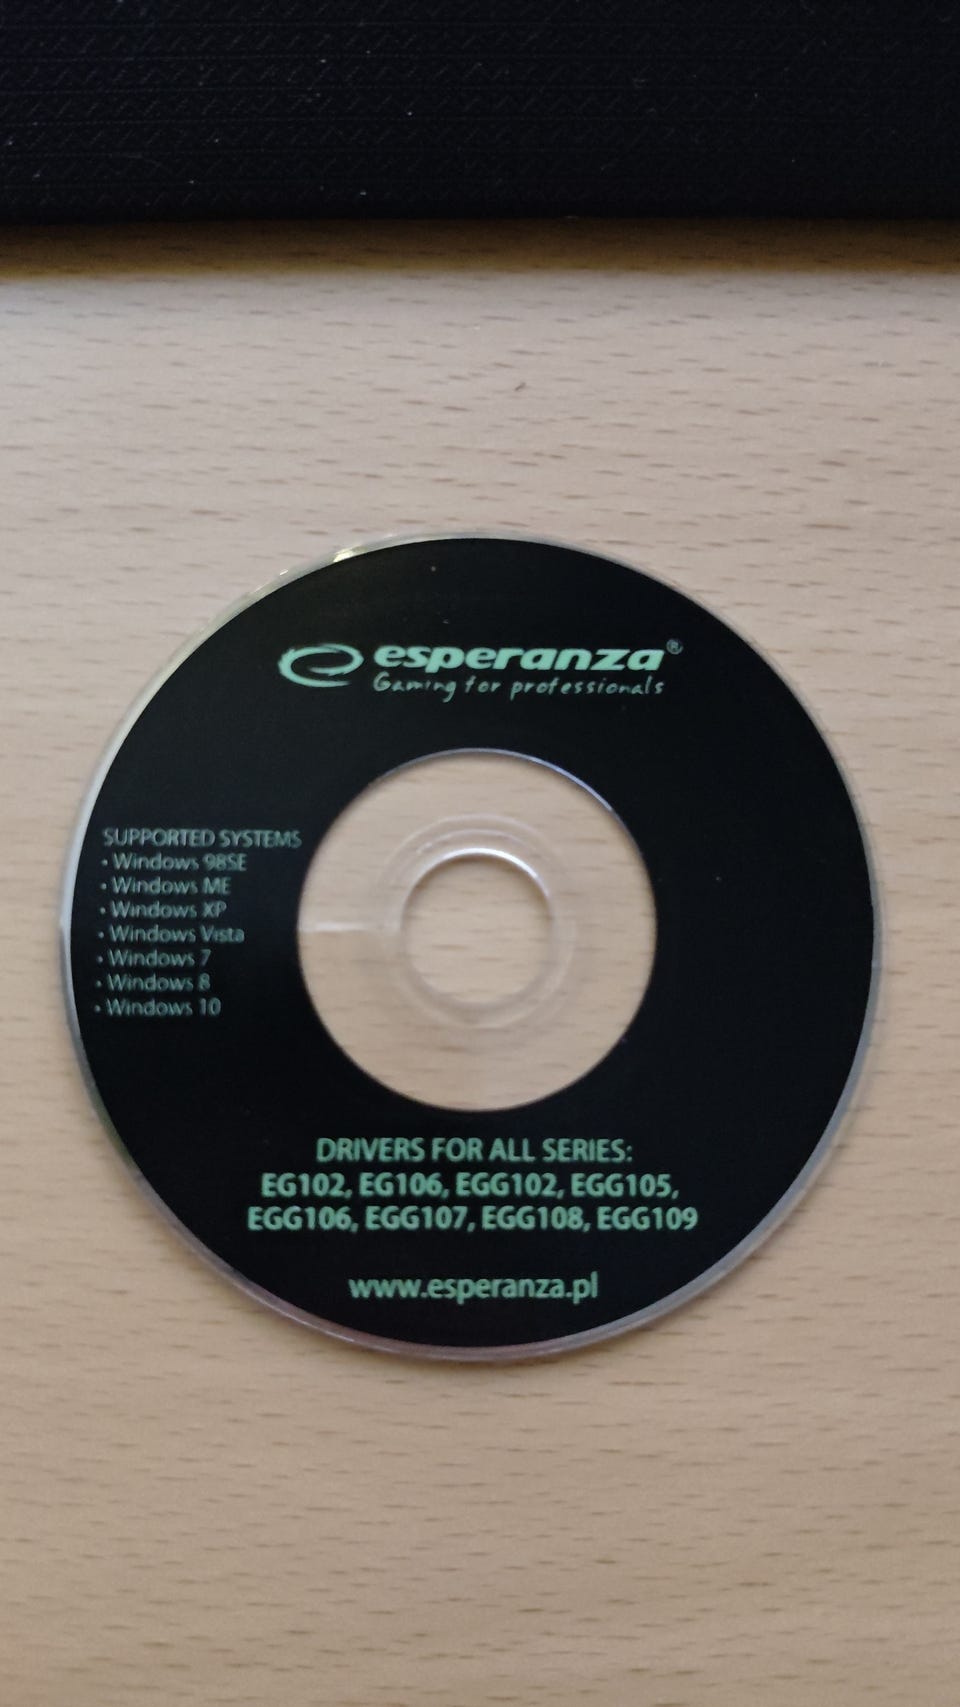 esperanza®
Gaming for professionals
SUPPORTED SYSTEMS
• Windows 98SE
• Windows ME
• Windows XP
• Windows Vista
• Windows 7
• Windows 8
• Windows 10
DRIVERS FOR ALL SERIES:
EG102, EG106, EGG102, EGG105,
EGG106, EGG107, EGG108, EGG109
www.esperanza.pl